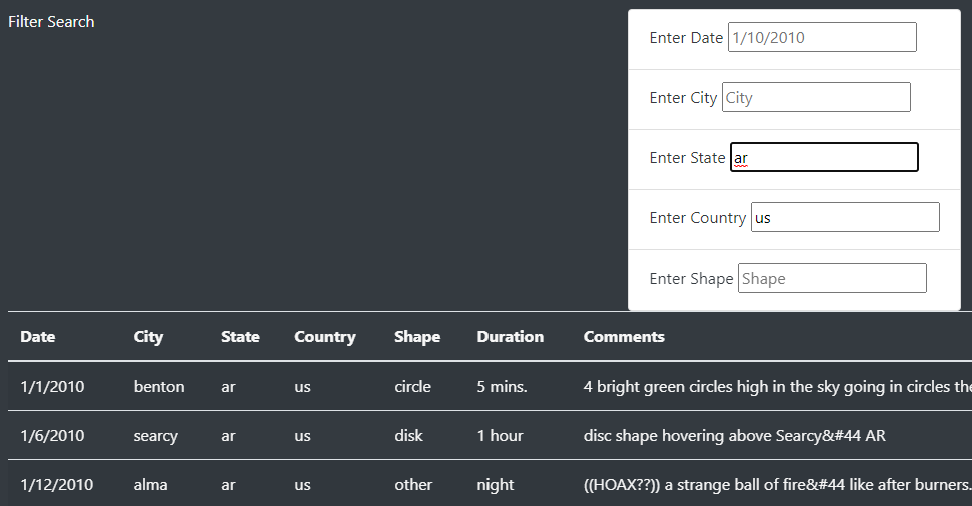 Filter Search
Enter Date 1/10/2010
Enter City City
Enter State ar
Enter Country us
Enter Shape Shape
Date City State Country Shape Duration Comments
1/1/2010 benton ar us circle 5 mins. 4 bright green circles high in the sky going in circles
1/6/2010 searcy ar us disk 1 hour disc shape hovering above Searcy&#44 AR
1/12/2010 alma ar us other night ((HOAX??)) a strange ball of fire&#44 like after burners.